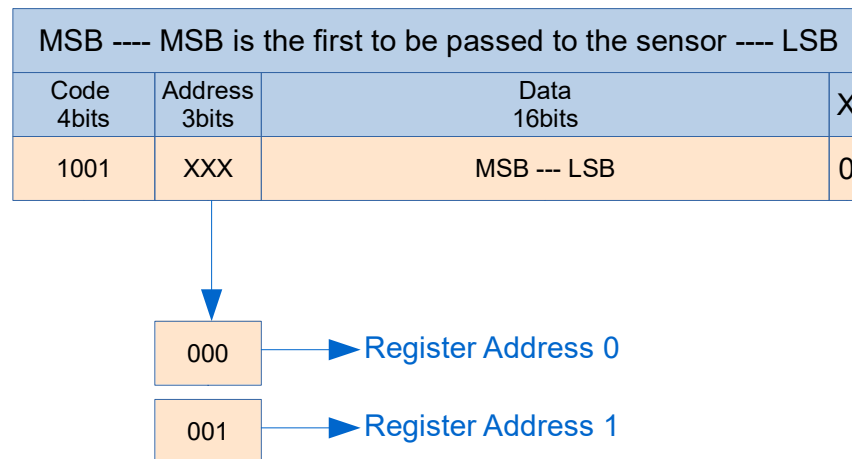 MSB ---- MSB is the first to be passed to the sensor ---- LSB
Code Address Data X
4bits 3bits 16bits
1001 XXX MSB --- LSB 0
000 Register Address 0
001 Register Address 1